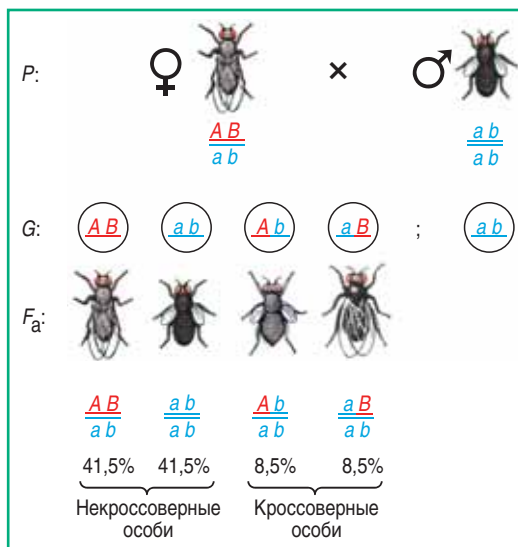 P: ♀ × ♂
A B a b
a b a b
G: A B a b A b a B ; a b
Fa:
A B a b A b a B
a b a b a b a b
41,5% 41,5% 8,5% 8,5%
Некроссоверные Кроссоверные
особи особи